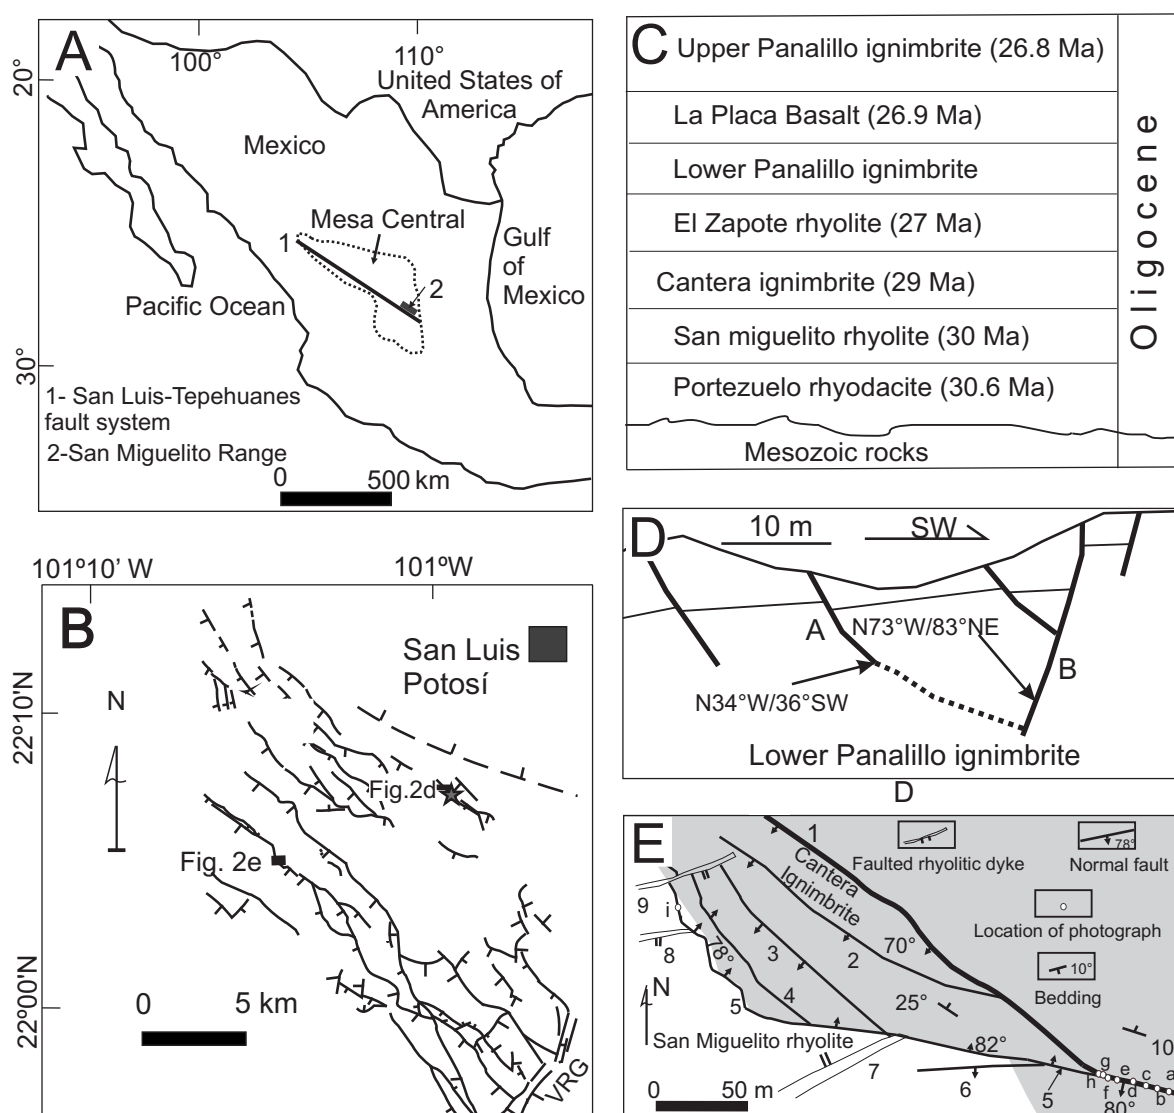 A
100°
110°
20°
30°
United States of
America
Mexico
Mesa Central
1
2
Gulf
of
Mexico
Pacific Ocean
1- San Luis-Tepehuanes
fault system
2-San Miguelito Range
0
500 km
C
Upper Panalillo ignimbrite (26.8 Ma)
La Placa Basalt (26.9 Ma)
Lower Panalillo ignimbrite
El Zapote rhyolite (27 Ma)
Cantera ignimbrite (29 Ma)
San miguelito rhyolite (30 Ma)
Portezuelo rhyodacite (30.6 Ma)
Mesozoic rocks
Oligocene
101º10' W
101ºW
B
San Luis
Potosí
N
22º10'N
22º00'N
Fig.2d
Fig. 2e
0
5 km
VRG
D
10 m
SW
A
N73°W/83°NE
B
N34°W/36°SW
Lower Panalillo ignimbrite
D
E
1
Cantera
Ignimbrite
Faulted rhyolitic dyke
78°
Normal fault
Location of photograph
10°
Bedding
9
i
8
78°
3
2
70°
N
5
4
25°
San Miguelito rhyolite
82°
10
7
6
5
h
g
f
e
d
c
b
a
80°
0
50 m